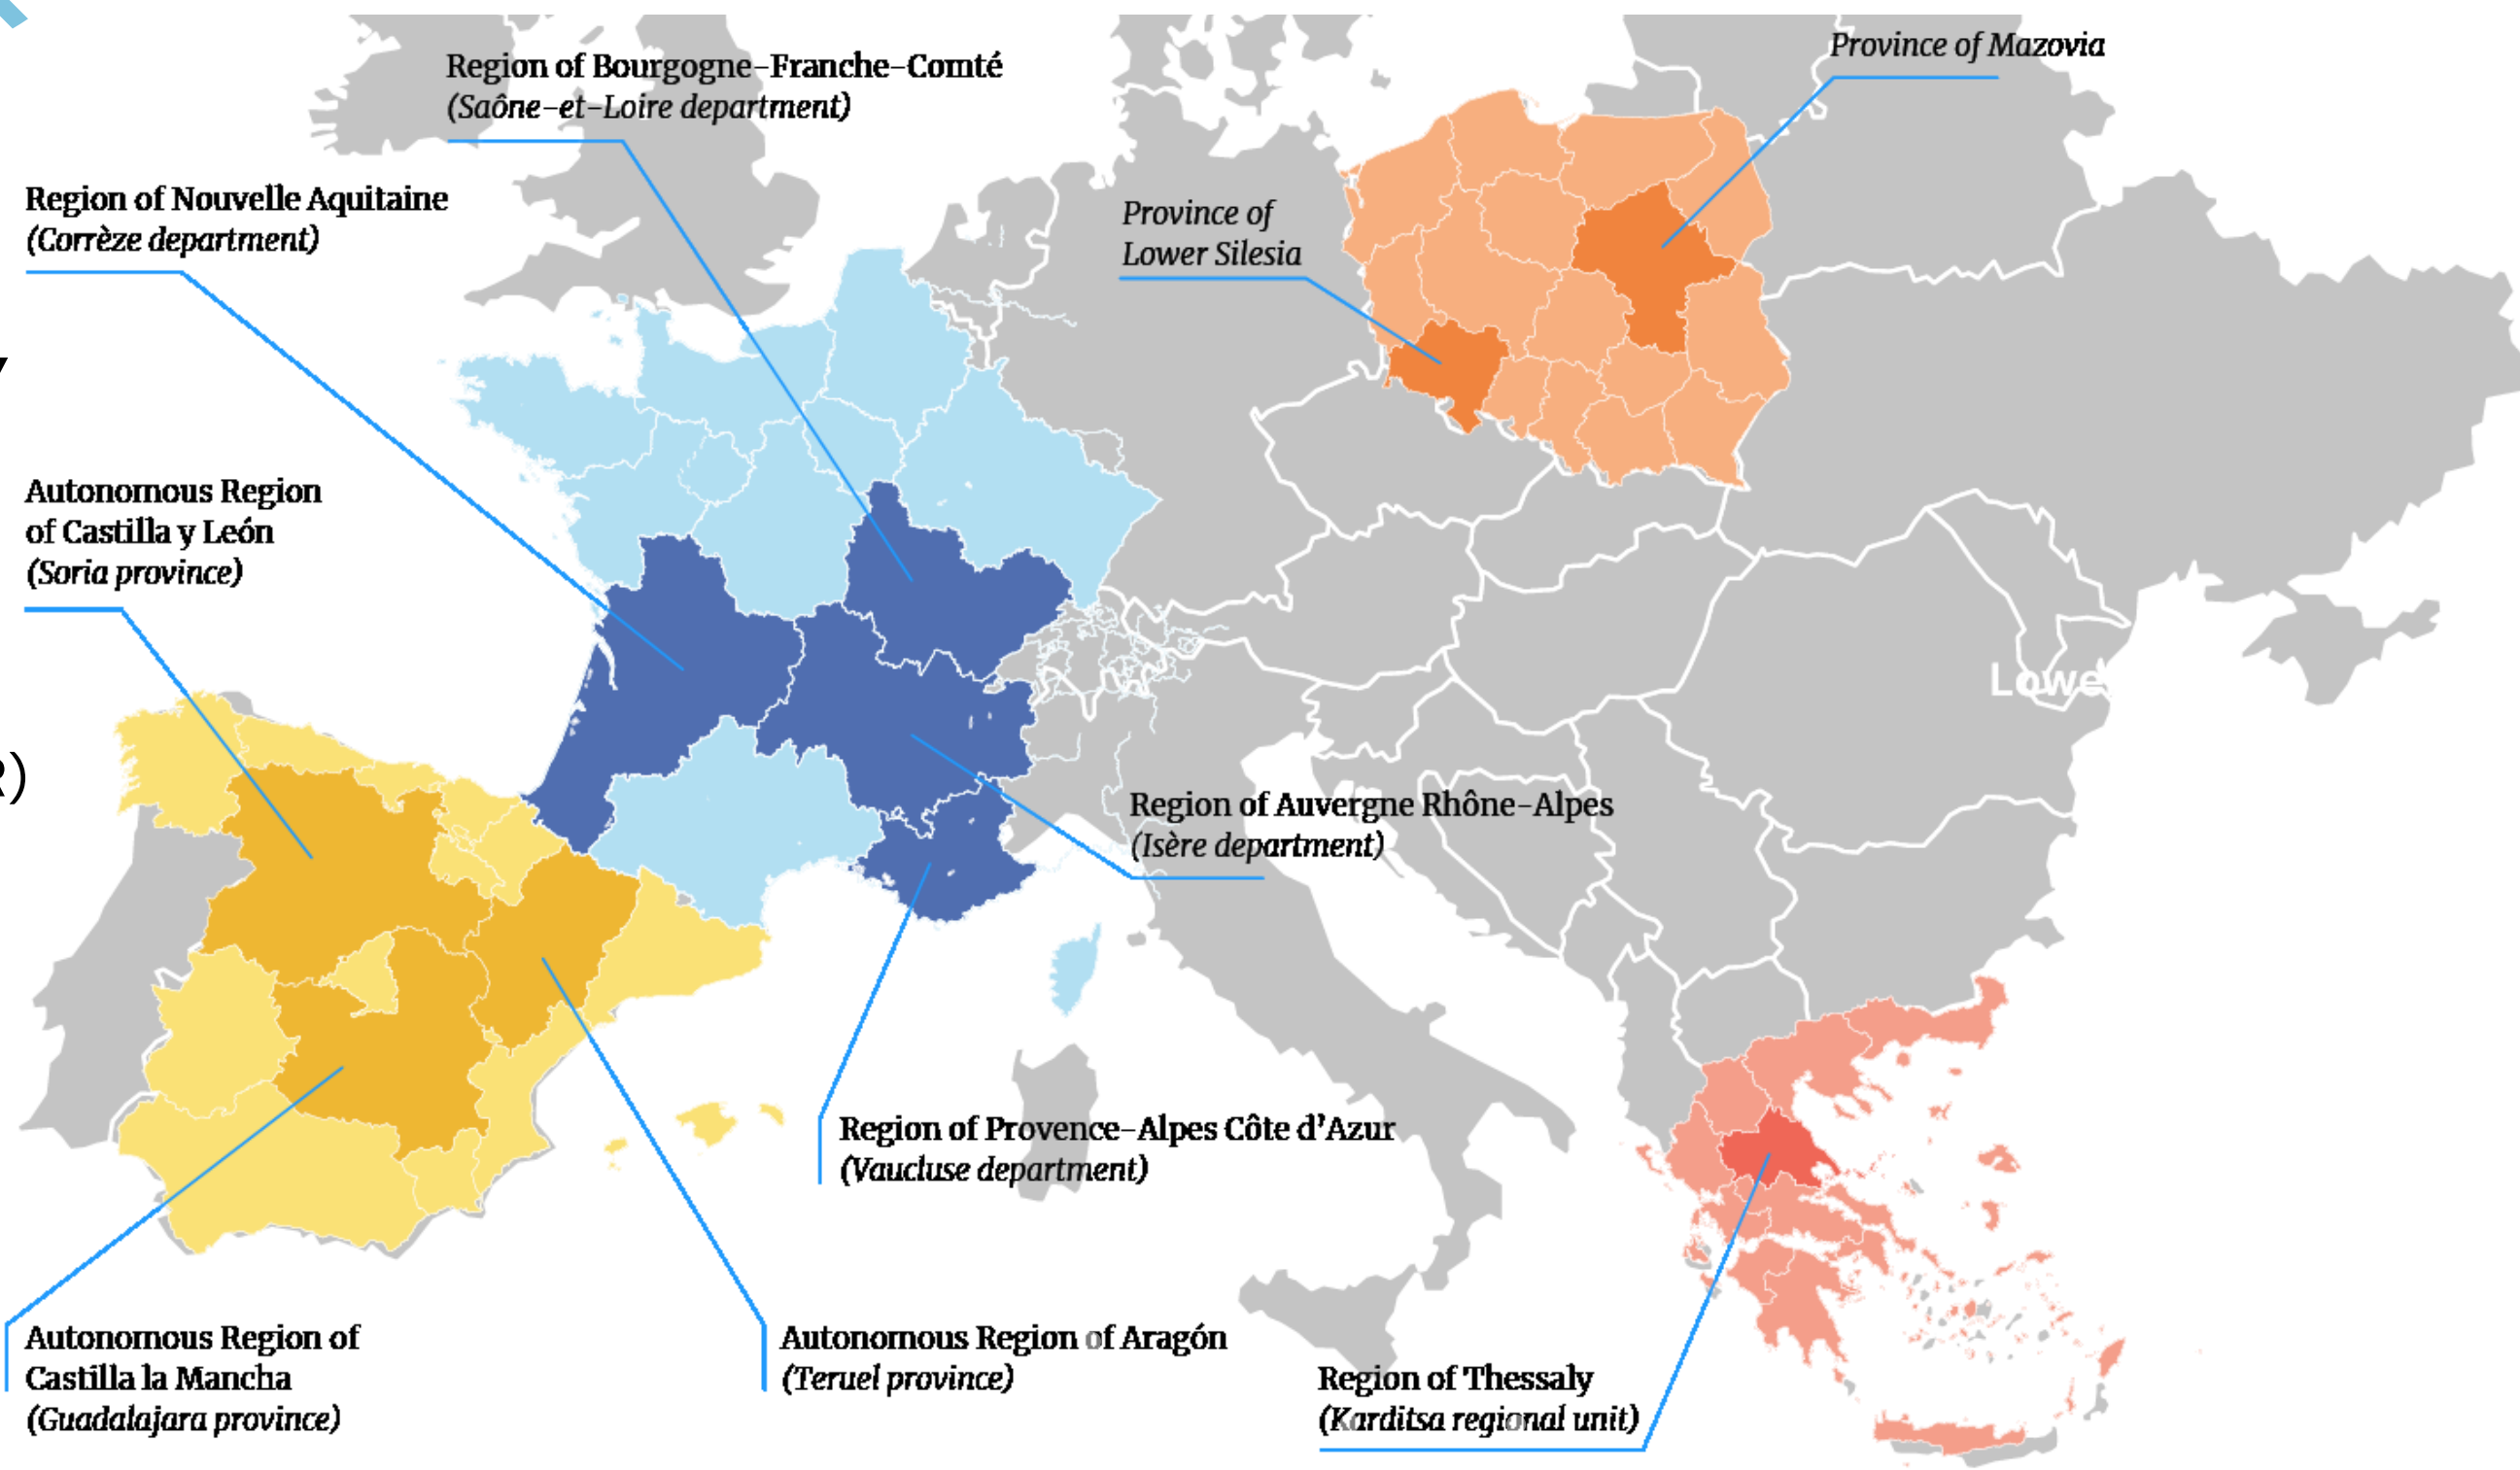 Province of Mazovia
Region of Bourgogne-Franche-Comté
(Saône-et-Loire department)
Region of Nouvelle Aquitaine
(Corrèze department)
Province of
Lower Silesia
Autonomous Region
of Castilla y León
(Soria province)
Lowe
R)
Region of Auvergne Rhône-Alpes
(Isère department)
Region of Provence-Alpes Côte d'Azur
(Vaucluse department)
Autonomous Region of
Castilla la Mancha
(Guadalajara province)
Autonomous Region of Aragón
(Teruel province)
Region of Thessaly
(Karditsa regional unit)